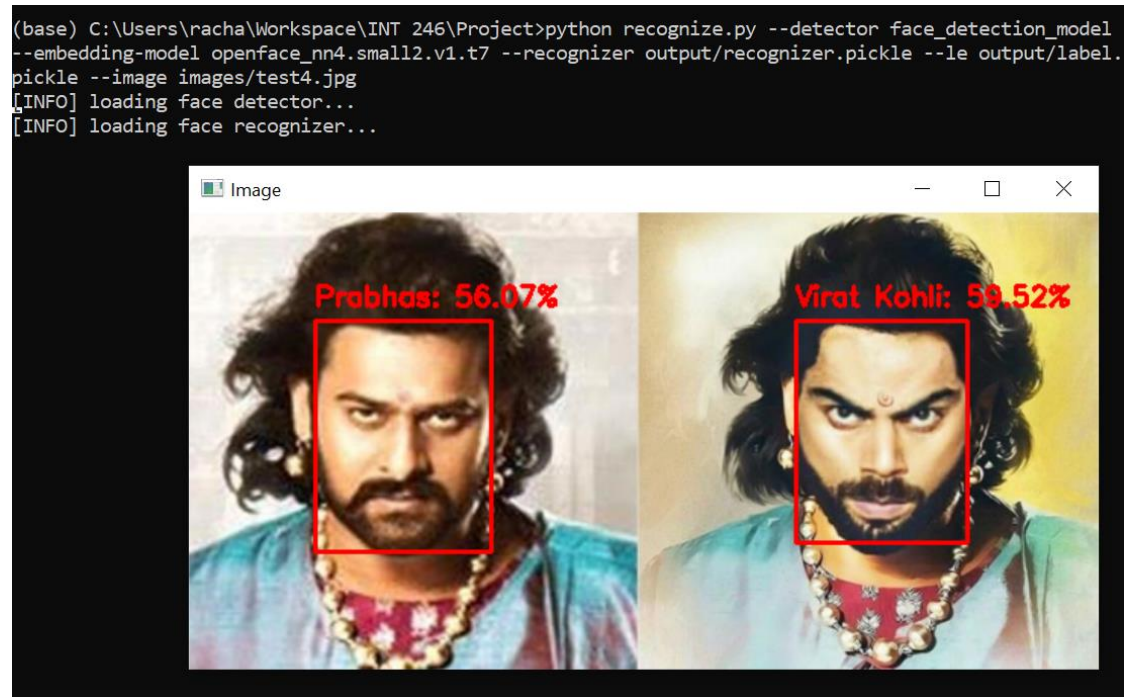 (base) C:\Users\racha\Workspace\INT 246\Project>python recognize.py --detector face_detection_model
--embedding-model openface_nn4.small2.v1.t7 --recognizer output/recognizer.pickle --le output/label.
pickle --image images/test4.jpg
[INFO] loading face detector...
[INFO] loading face recognizer...
Image
Prabhas: 56.07%
Virat Kohli: 59.52%